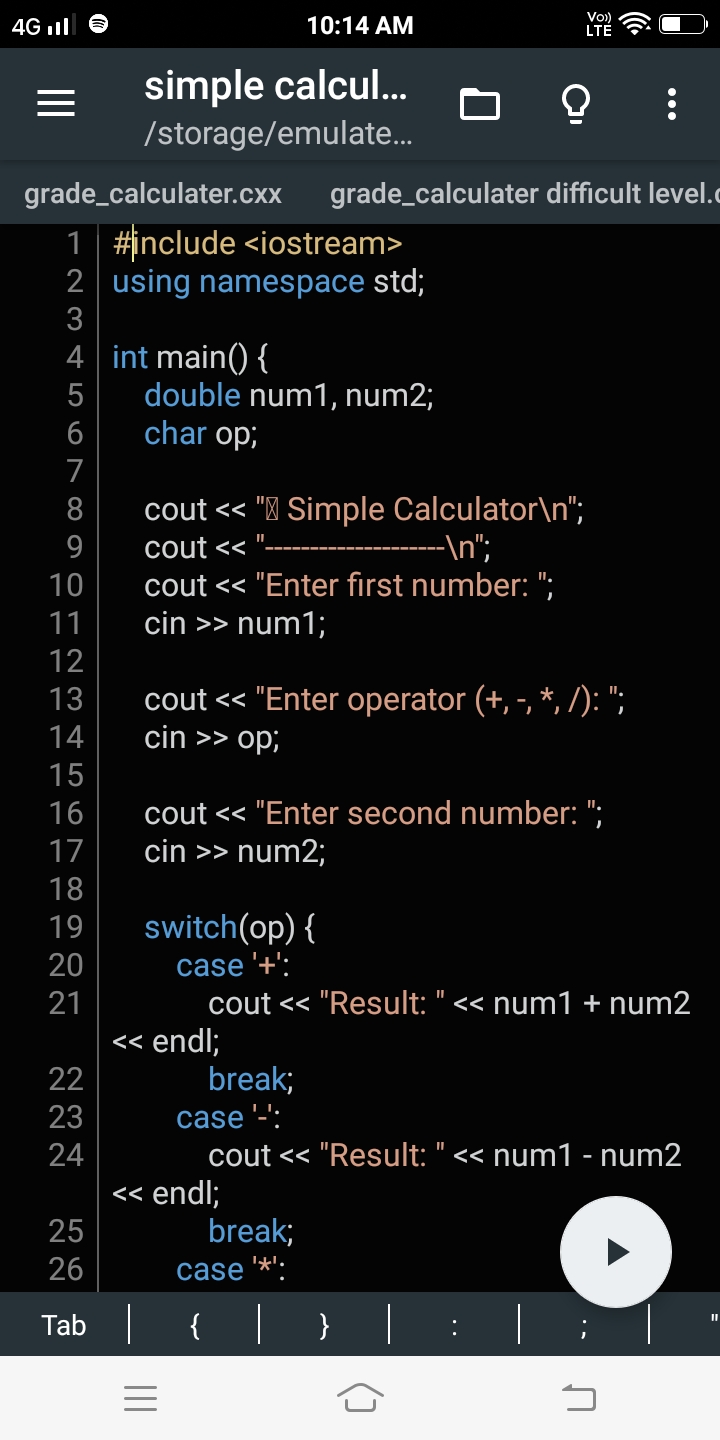 4G 10:14 AM Vo)) LTE
simple calcul...
/storage/emulate...
grade_calculater.cxx grade_calculater difficult level.c
1 #include <iostream>
2 using namespace std;
3
4 int main() {
5 double num1, num2;
6 char op;
7
8 cout << " Simple Calculator\n";
9 cout << "--------------------\n";
10 cout << "Enter first number: ";
11 cin >> num1;
12
13 cout << "Enter operator (+, -, *, /): ";
14 cin >> op;
15
16 cout << "Enter second number: ";
17 cin >> num2;
18
19 switch(op) {
20 case '+':
21 cout << "Result: " << num1 + num2
<< endl;
22 break;
23 case '-':
24 cout << "Result: " << num1 - num2
<< endl;
25 break;
26 case '*':
Tab { } : ; "